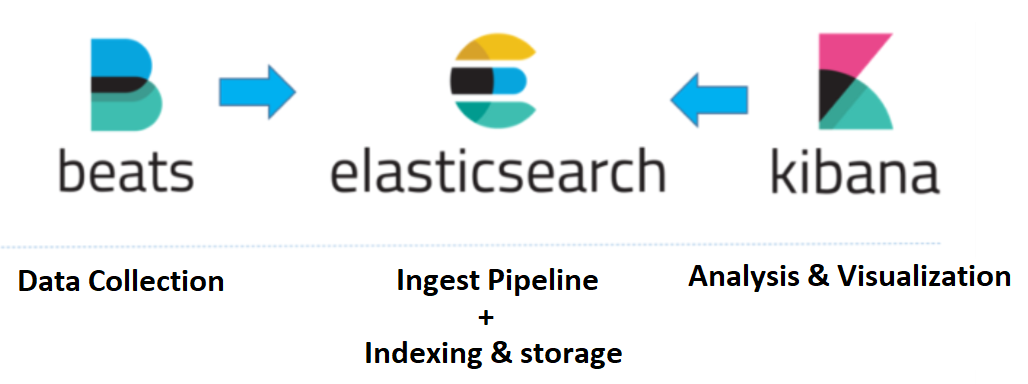 beats
elasticsearch
kibana
Data Collection
Ingest Pipeline
+
Indexing & storage
Analysis & Visualization